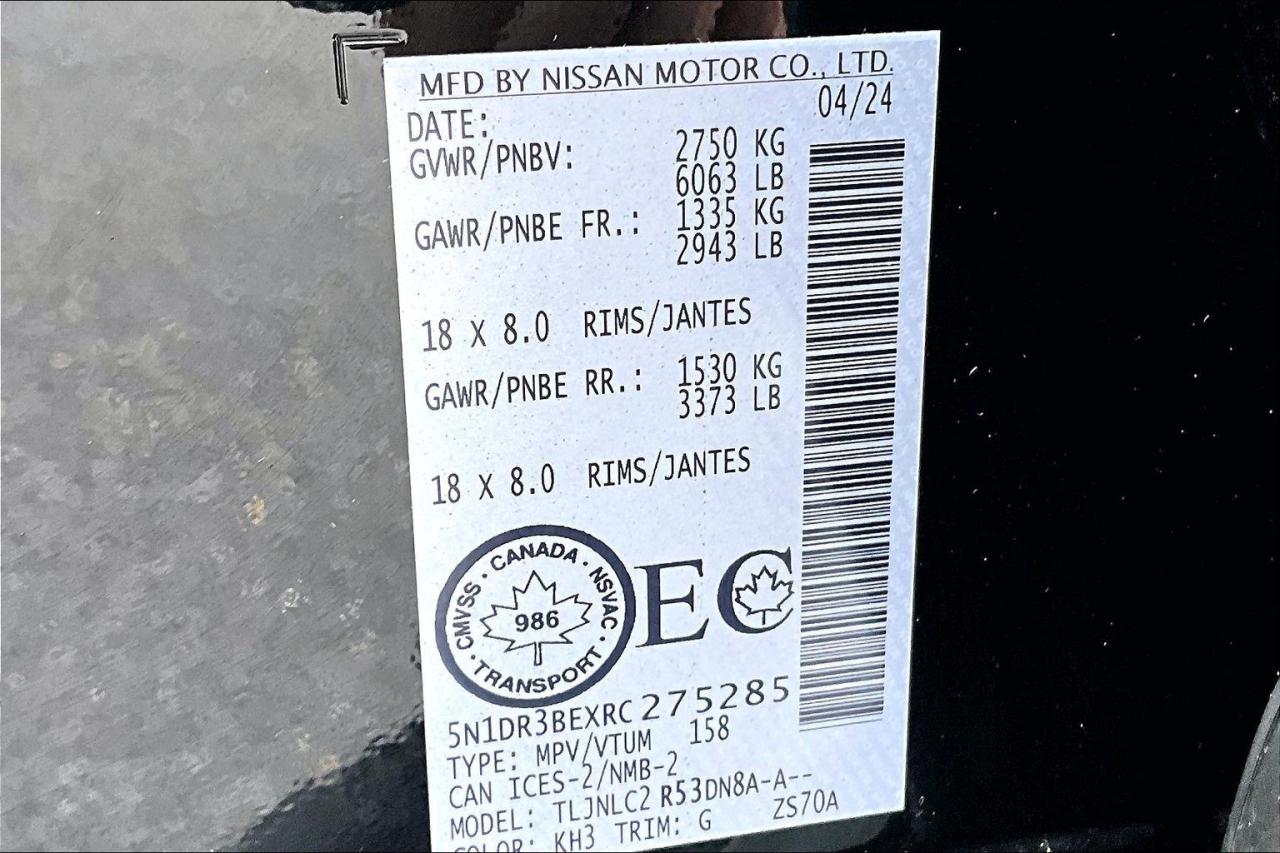 MFD BY NISSAN MOTOR CO., LTD.
DATE: 04/24
GVWR/PNBV: 2750 KG
6063 LB
GAWR/PNBE FR.: 1335 KG
2943 LB
18 X 8.0 RIMS/JANTES
GAWR/PNBE RR.: 1530 KG
3373 LB
18 X 8.0 RIMS/JANTES
CMVSS · CANADA · NSVAC · TRANSPORT
986
EC
5N1DR3BEXRC275285
TYPE: MPV/VTUM 158
CAN ICES-2/NMB-2
MODEL: TLJNLC2 R53DN8A-A--
COLOR: KH3 TRIM: G ZS70A